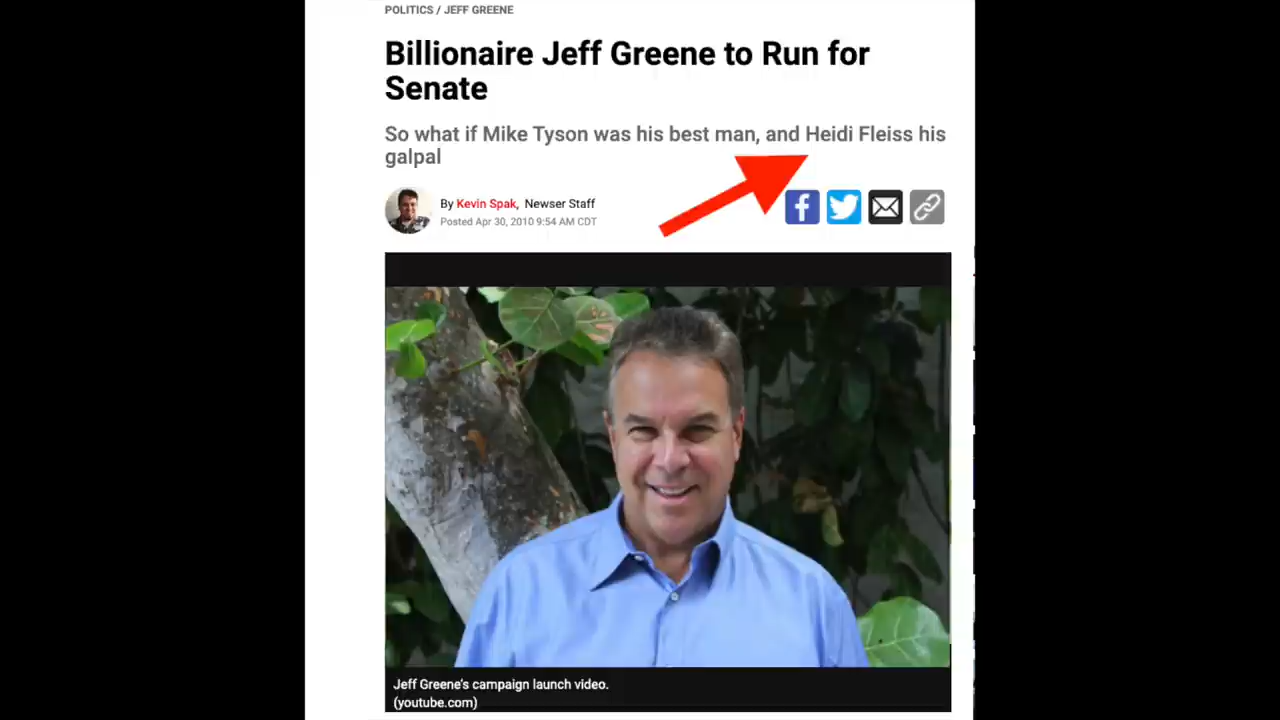 POLITICS / JEFF GREENE
Billionaire Jeff Greene to Run for
Senate
So what if Mike Tyson was his best man, and Heidi Fleiss his
galpal
By Kevin Spak, Newser Staff
Posted Apr 30, 2010 9:54 AM CDT
Jeff Greene's campaign launch video.
(youtube.com)